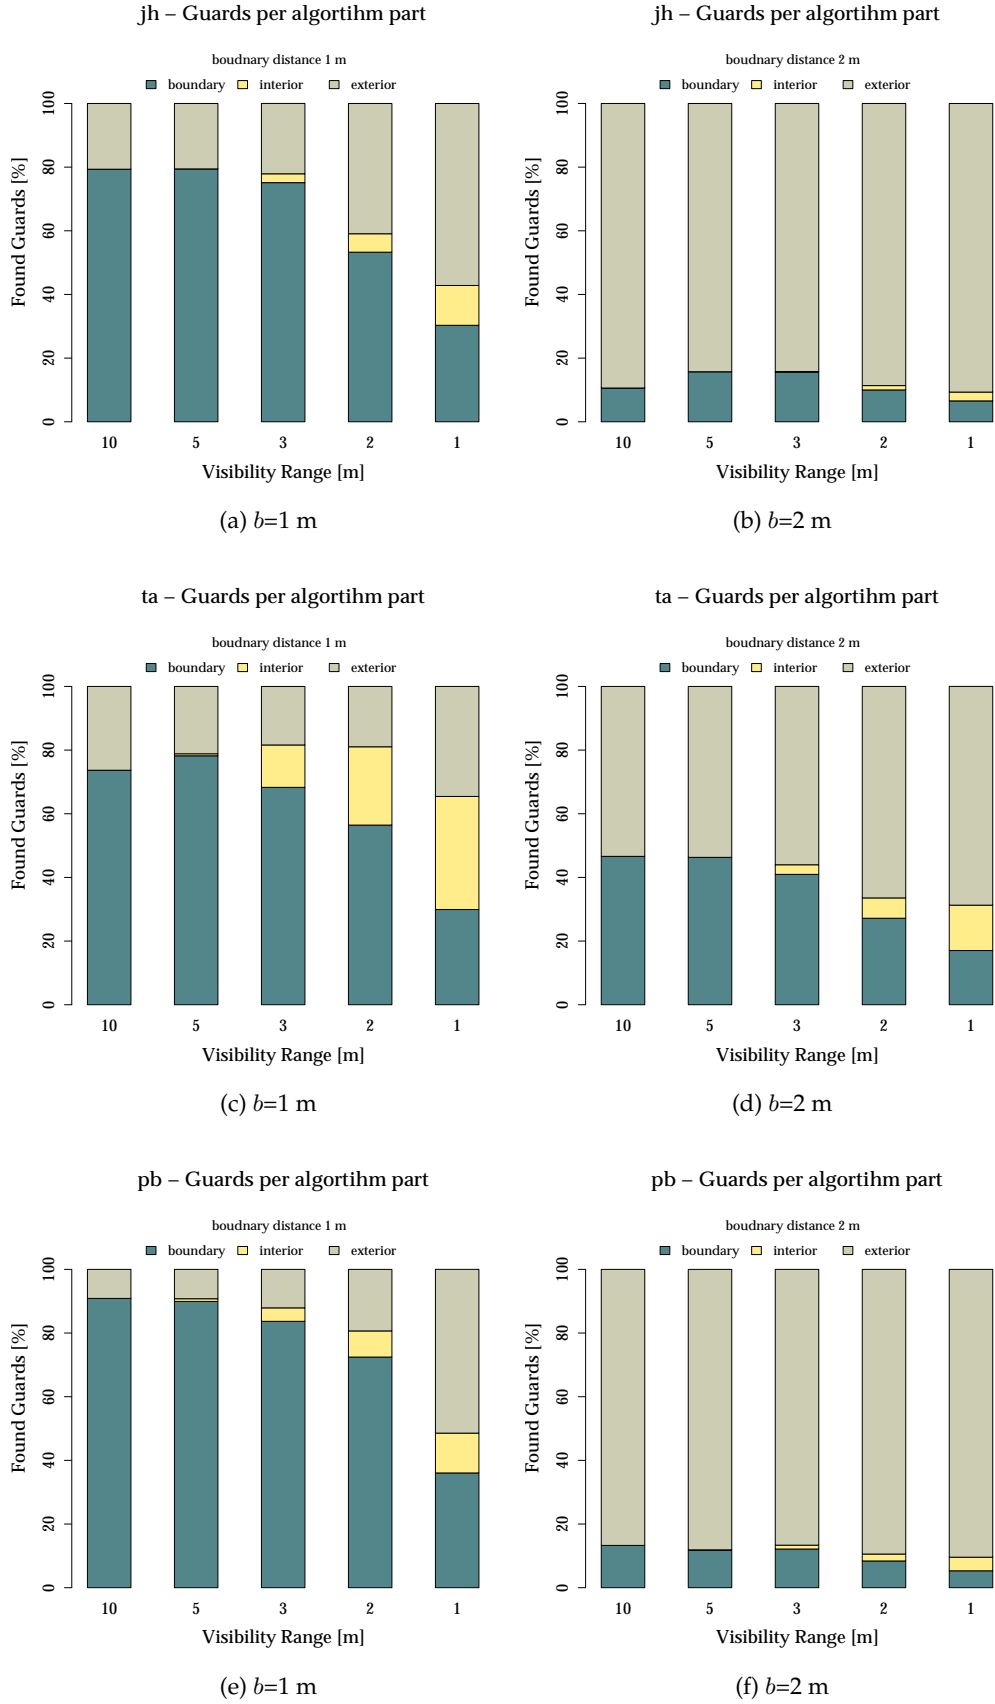 jh – Guards per algortihm part
boudnary distance 1 m
boundary interior exterior
Found Guards [%]
0 20 40 60 80 100
10 5 3 2 1
Visibility Range [m]
(a) b=1 m
jh – Guards per algortihm part
boudnary distance 2 m
boundary interior exterior
Found Guards [%]
0 20 40 60 80 100
10 5 3 2 1
Visibility Range [m]
(b) b=2 m
ta – Guards per algortihm part
boudnary distance 1 m
boundary interior exterior
Found Guards [%]
0 20 40 60 80 100
10 5 3 2 1
Visibility Range [m]
(c) b=1 m
ta – Guards per algortihm part
boudnary distance 2 m
boundary interior exterior
Found Guards [%]
0 20 40 60 80 100
10 5 3 2 1
Visibility Range [m]
(d) b=2 m
pb – Guards per algortihm part
boudnary distance 1 m
boundary interior exterior
Found Guards [%]
0 20 40 60 80 100
10 5 3 2 1
Visibility Range [m]
(e) b=1 m
pb – Guards per algortihm part
boudnary distance 2 m
boundary interior exterior
Found Guards [%]
0 20 40 60 80 100
10 5 3 2 1
Visibility Range [m]
(f) b=2 m